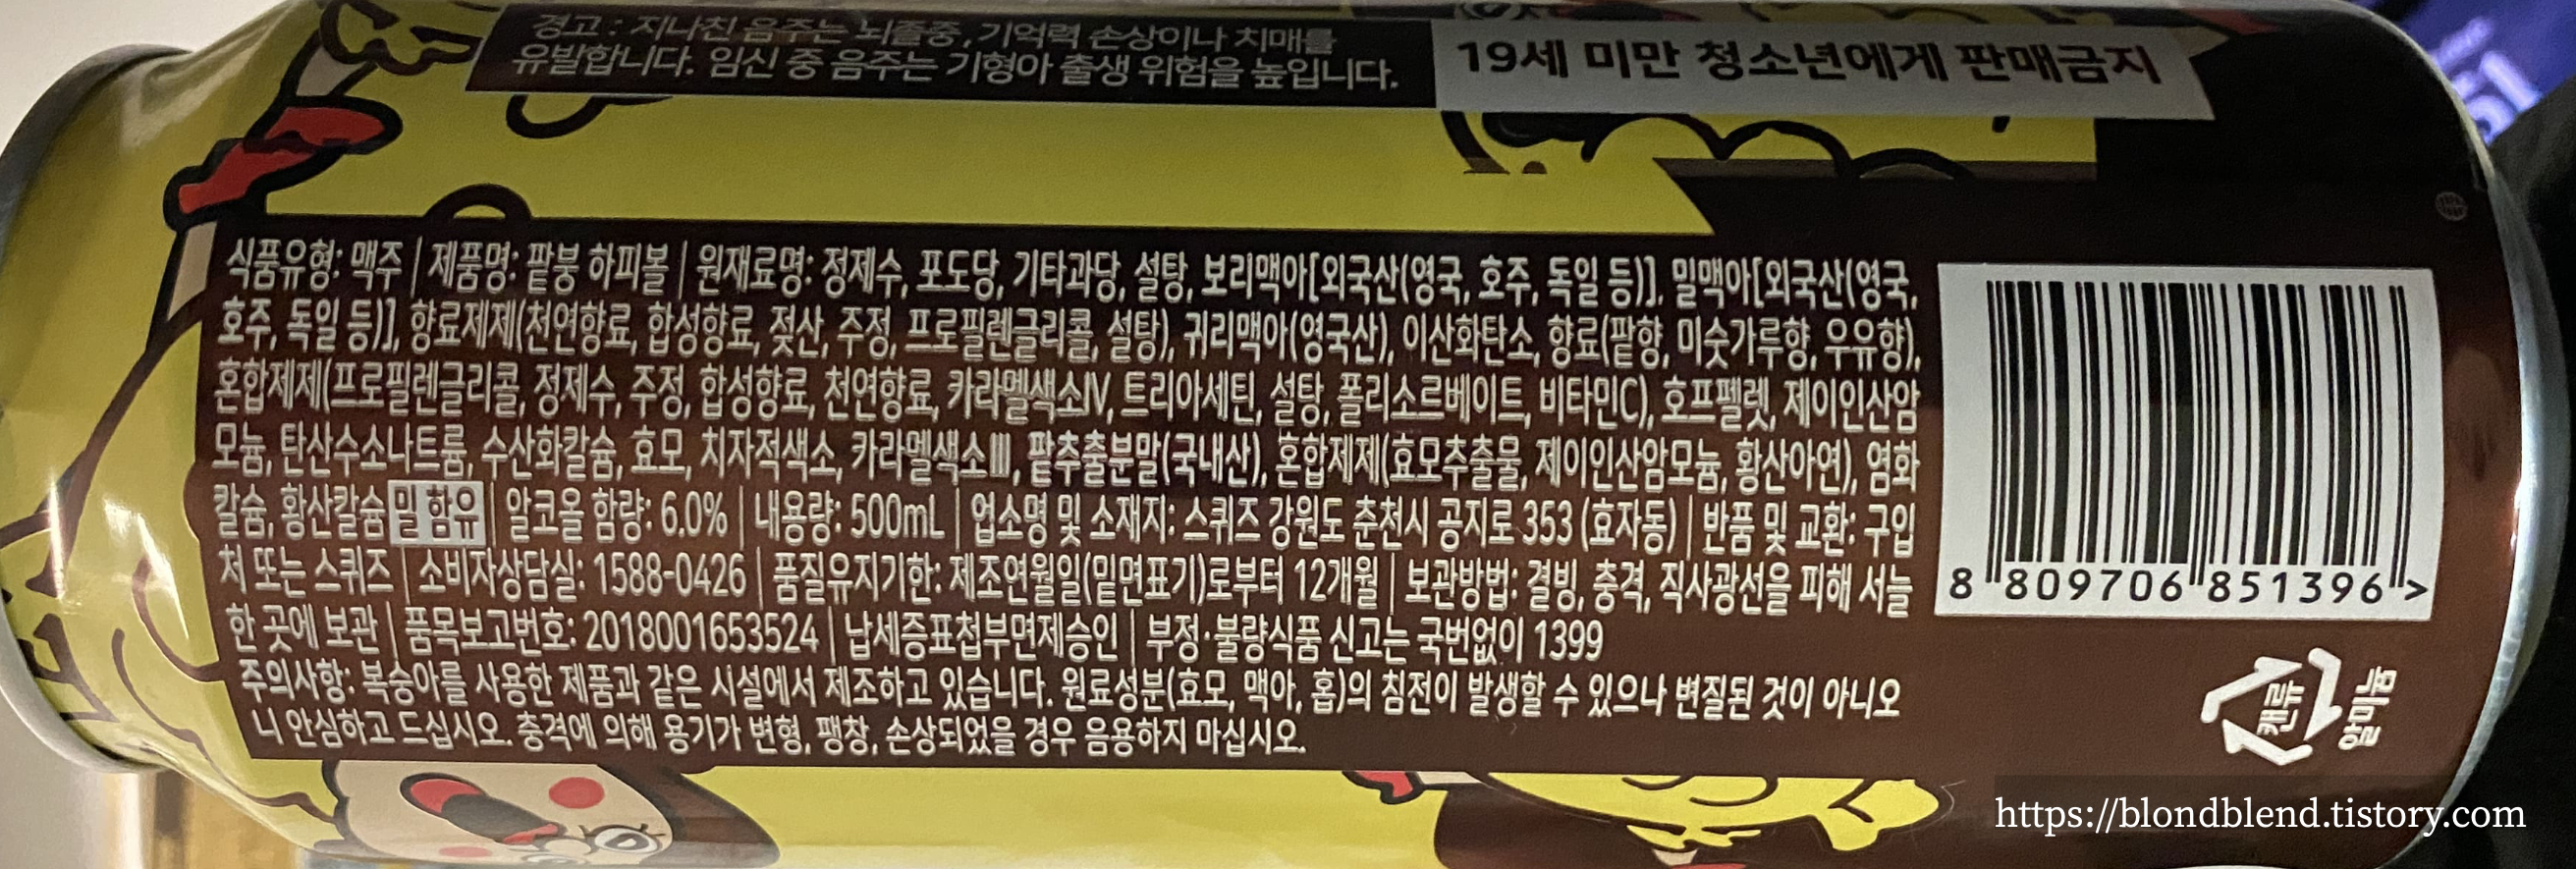 경고 : 지나친 음주는 뇌졸중, 기억력 손상이나 치매를
유발합니다. 임신 중 음주는 기형아 출생 위험을 높입니다.
19세 미만 청소년에게 판매금지
식품유형: 맥주 | 제품명: 팥붕 하피볼 | 원재료명: 정제수, 포도당, 기타과당, 설탕, 보리맥아[외국산(영국, 호주, 독일 등)], 밀맥아[외국산(영국,
호주, 독일 등)], 향료제제(천연향료, 합성향료, 젖산, 주정, 프로필렌글리콜, 설탕), 귀리맥아(영국산), 이산화탄소, 향료(팥향, 미숫가루향, 우유향),
혼합제제(프로필렌글리콜, 정제수, 주정, 합성향료, 천연향료, 카라멜색소Ⅳ, 트리아세틴, 설탕, 폴리소르베이트, 비타민C), 호프펠렛, 제이인산암
모늄, 탄산수소나트륨, 수산화칼슘, 효모, 치자적색소, 카라멜색소Ⅲ, 팥추출분말(국내산), 혼합제제(효모추출물, 제이인산암모늄, 황산아연), 염화
칼슘, 황산칼슘 밀 함유 | 알코올 함량: 6.0% | 내용량: 500mL | 업소명 및 소재지: 스퀴즈 강원도 춘천시 공지로 353 (효자동) | 반품 및 교환: 구입
처 또는 스퀴즈 | 소비자상담실: 1588-0426 | 품질유지기한: 제조연월일(밑면표기)로부터 12개월 | 보관방법: 결빙, 충격, 직사광선을 피해 서늘
한 곳에 보관 | 품목보고번호: 2018001653524 | 납세증표첩부면제승인 | 부정·불량식품 신고는 국번없이 1399
주의사항: 복숭아를 사용한 제품과 같은 시설에서 제조하고 있습니다. 원료성분(효모, 맥아, 홉)의 침전이 발생할 수 있으나 변질된 것이 아니오
니 안심하고 드십시오. 충격에 의해 용기가 변형, 팽창, 손상되었을 경우 음용하지 마십시오.
8 809706 851396 >
캔류
알미늄
https://blondblend.tistory.com